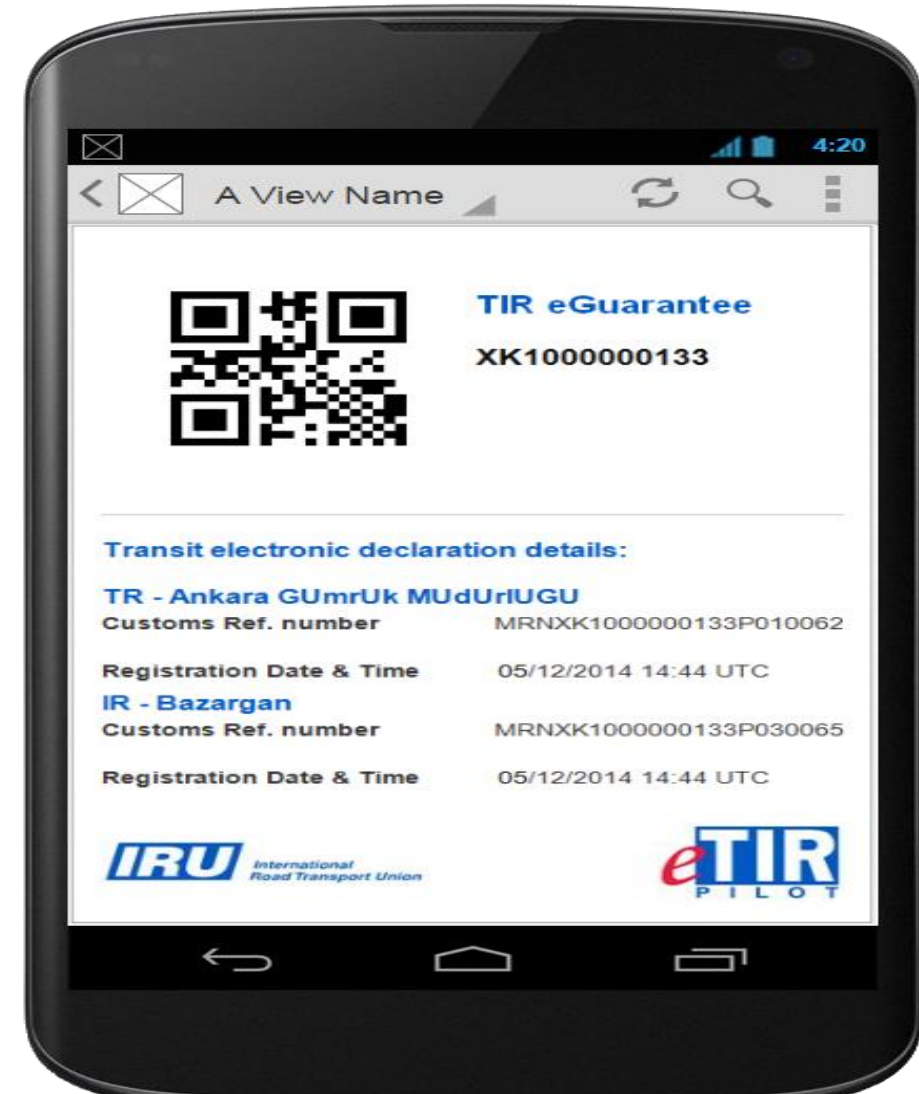 4:20
A View Name
TIR eGuarantee
XK1000000133
Transit electronic declaration details:
TR - Ankara GUmrUk MUdUrlUGU
Customs Ref. number MRNXK1000000133P010062
Registration Date & Time 05/12/2014 14:44 UTC
IR - Bazargan
Customs Ref. number MRNXK1000000133P030065
Registration Date & Time 05/12/2014 14:44 UTC
IRU International
Road Transport Union
eTIR
PILOT